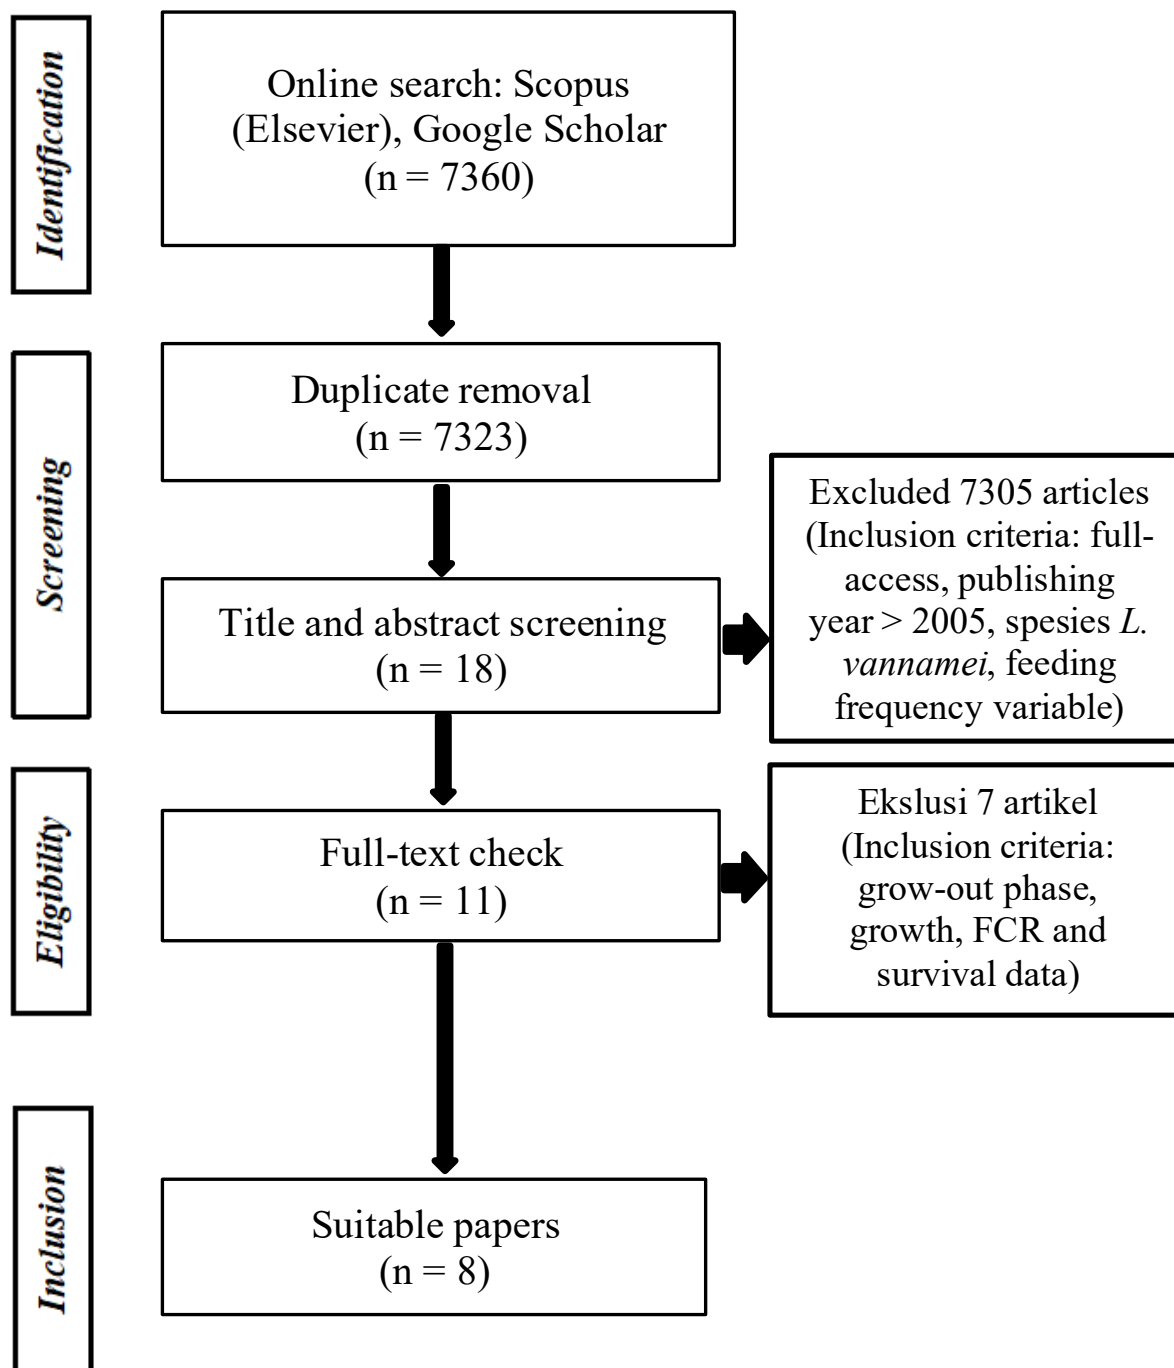 Identification
Online search: Scopus
(Elsevier), Google Scholar
(n = 7360)
Screening
Duplicate removal
(n = 7323)
Title and abstract screening
(n = 18)
Excluded 7305 articles
(Inclusion criteria: full-
access, publishing
year > 2005, spesies L.
vannamei, feeding
frequency variable)
Eligibility
Full-text check
(n = 11)
Ekslusi 7 artikel
(Inclusion criteria:
grow-out phase,
growth, FCR and
survival data)
Inclusion
Suitable papers
(n = 8)